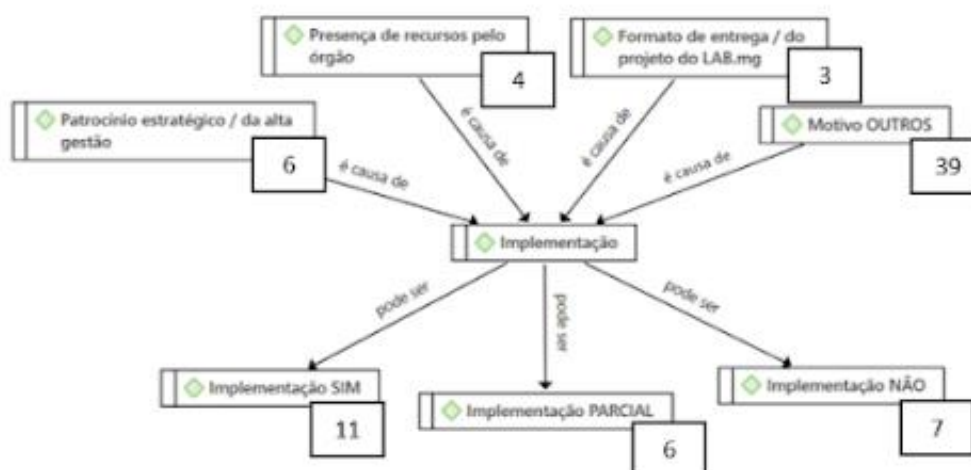 Presença de recursos pelo
órgão
4
Formato de entrega / do
projeto do LAB.mg
3
Patrocínio estratégico / da alta
gestão
6
Motivo OUTROS
39
é causa de
é causa de
é causa de
é causa de
Implementação
pode ser
pode ser
pode ser
Implementação SIM
11
Implementação PARCIAL
6
Implementação NÃO
7